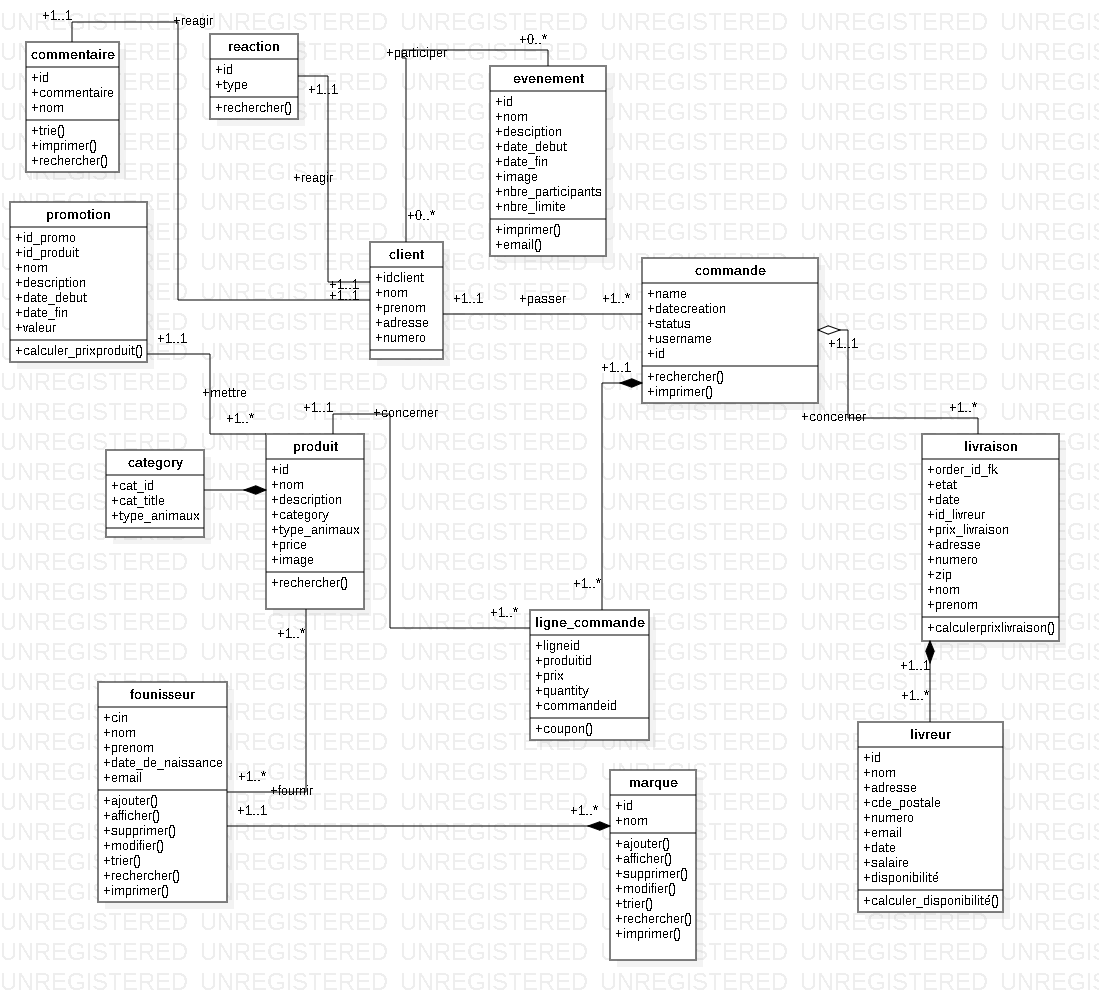 +1..1
+reagir
commentaire
+id
+commentaire
+nom
+trie()
+imprimer()
+rechercher()
reaction
+id
+type
+rechercher()
+1..1
+reagir
+participer
+0..*
evenement
+id
+nom
+desciption
+date_debut
+date_fin
+image
+nbre_participants
+nbre_limite
+imprimer()
+email()
+0..*
promotion
+id_promo
+id_produit
+nom
+description
+date_debut
+date_fin
+valeur
+calculer_prixproduit()
client
+idclient
+nom
+prenom
+adresse
+numero
+1..1
+1..1
+1..1
+passer
+1..*
commande
+name
+datecreation
+status
+username
+id
+rechercher()
+imprimer()
+1..1
+mettre
+1..*
+1..1
+concerner
+1..1
+1..1
+concerner
+1..*
category
+cat_id
+cat_title
+type_animaux
produit
+id
+nom
+description
+category
+type_animaux
+price
+image
+rechercher()
livraison
+order_id_fk
+etat
+date
+id_livreur
+prix_livraison
+adresse
+numero
+zip
+nom
+prenom
+calculerprixlivraison()
+1..*
+1..*
ligne_commande
+ligneid
+produitid
+prix
+quantity
+commandeid
+coupon()
+1..*
+1..1
+1..*
founisseur
+cin
+nom
+prenom
+date_de_naissance
+email
+ajouter()
+afficher()
+supprimer()
+modifier()
+trier()
+rechercher()
+imprimer()
+1..*
+fournir
+1..1
+1..*
marque
+id
+nom
+ajouter()
+afficher()
+supprimer()
+modifier()
+trier()
+rechercher()
+imprimer()
livreur
+id
+nom
+adresse
+cde_postale
+numero
+email
+date
+salaire
+disponibilité
+calculer_disponibilité()
UNREGISTERED